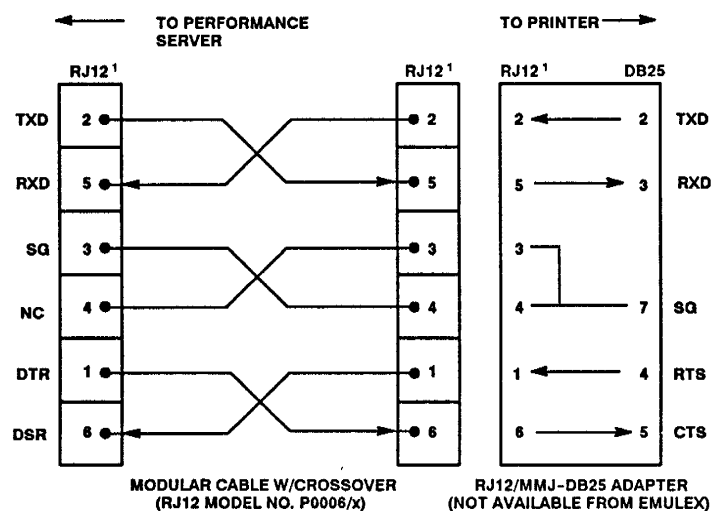 TO PERFORMANCE
SERVER
TO PRINTER
RJ12 1 RJ12 1 RJ12 1 DB25
TXD 2 2 2 2 TXD
RXD 5 5 5 3 RXD
SG 3 3 3
NC 4 4 4 7 SG
DTR 1 1 1 4 RTS
DSR 6 6 6 5 CTS
MODULAR CABLE W/CROSSOVER
(RJ12 MODEL NO. P0006/x)
RJ12/MMJ-DB25 ADAPTER
(NOT AVAILABLE FROM EMULEX)